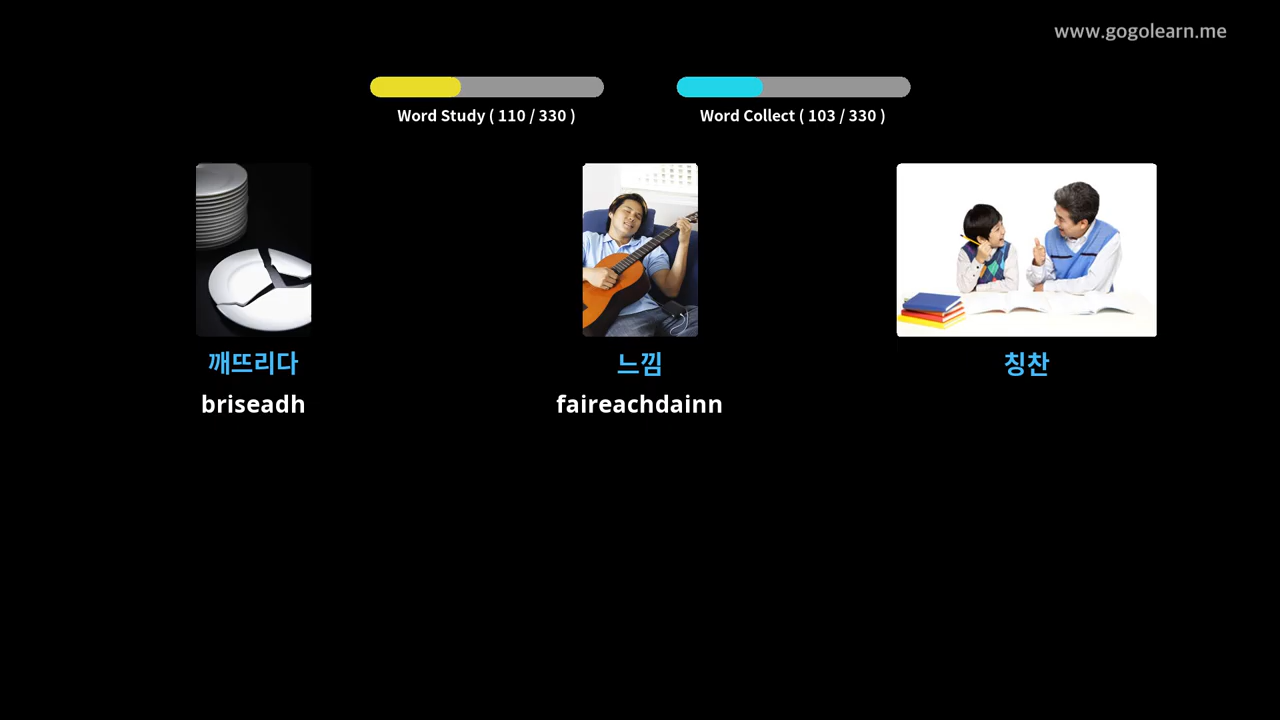 www.gogolearn.me
Word Study ( 110 / 330 )
Word Collect ( 103 / 330 )
깨뜨리다
느낌
칭찬
briseadh
faireachdainn